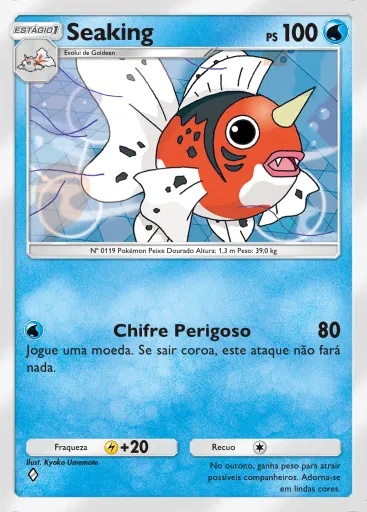 ESTÁGIO 1
Seaking
PS 100
Evolui de Goldeen
Nº 0119 Pokémon Peixe Dourado Altura: 1,3 m Peso: 39,0 kg
Chifre Perigoso 80
Jogue uma moeda. Se sair coroa, este ataque não fará
nada.
Fraqueza +20 Recuo
Ilust. Kyoko Umemoto
No outono, ganha peso para atrair
possíveis companheiros. Adorna-se
em lindas cores.